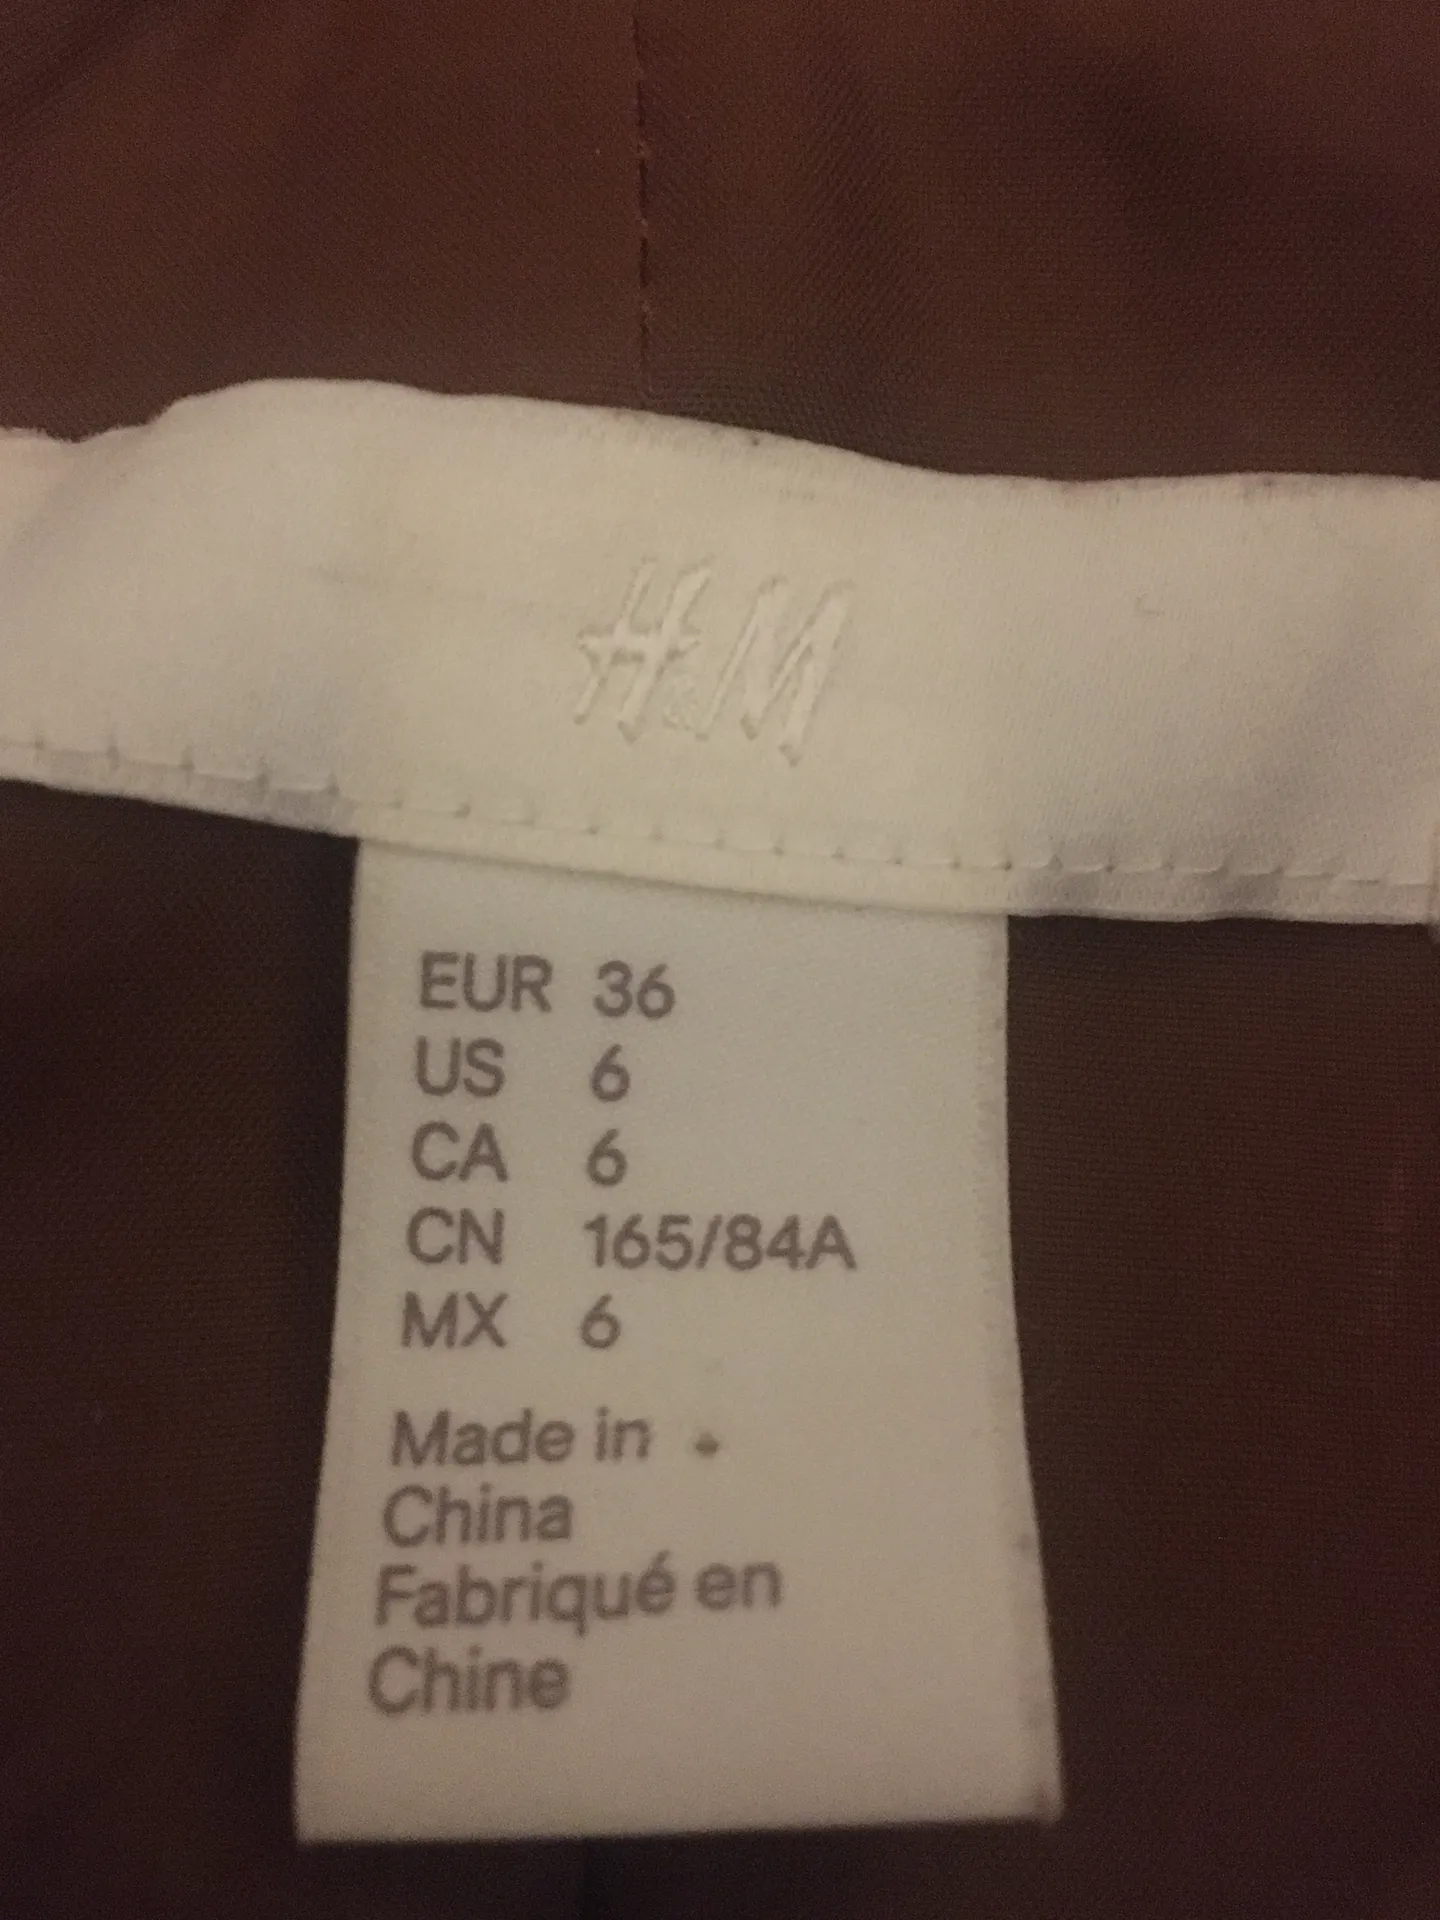 H&M
EUR 36
US 6
CA 6
CN 165/84A
MX 6
Made in
China
Fabriqué en
Chine